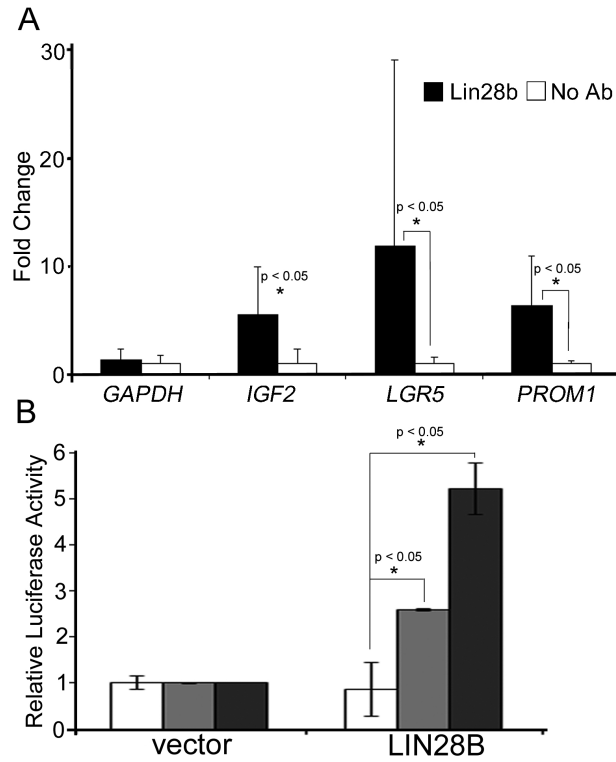 A
30
20
10
0
Fold Change
Lin28b No Ab
p < 0.05
*
p < 0.05
*
p < 0.05
*
GAPDH IGF2 LGR5 PROM1
B
6
5
4
3
2
1
0
Relative Luciferase Activity
p < 0.05
*
p < 0.05
*
vector LIN28B